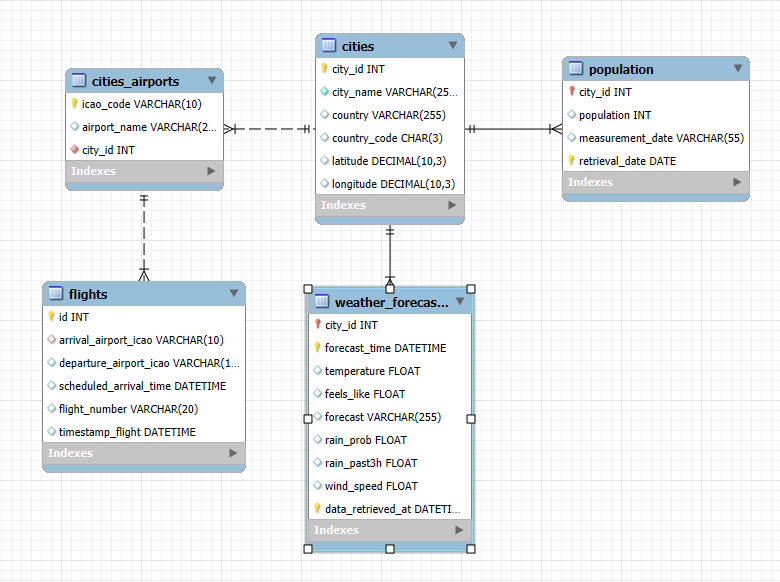 cities_airports
icao_code VARCHAR(10)
airport_name VARCHAR(2...
city_id INT
Indexes
cities
city_id INT
city_name VARCHAR(25...
country VARCHAR(255)
country_code CHAR(3)
latitude DECIMAL(10,3)
longitude DECIMAL(10,3)
Indexes
population
city_id INT
population INT
measurement_date VARCHAR(55)
retrieval_date DATE
Indexes
flights
id INT
arrival_airport_icao VARCHAR(10)
departure_airport_icao VARCHAR(1...
scheduled_arrival_time DATETIME
flight_number VARCHAR(20)
timestamp_flight DATETIME
Indexes
weather_forecas...
city_id INT
forecast_time DATETIME
temperature FLOAT
feels_like FLOAT
forecast VARCHAR(255)
rain_prob FLOAT
rain_past3h FLOAT
wind_speed FLOAT
data_retrieved_at DATETI...
Indexes